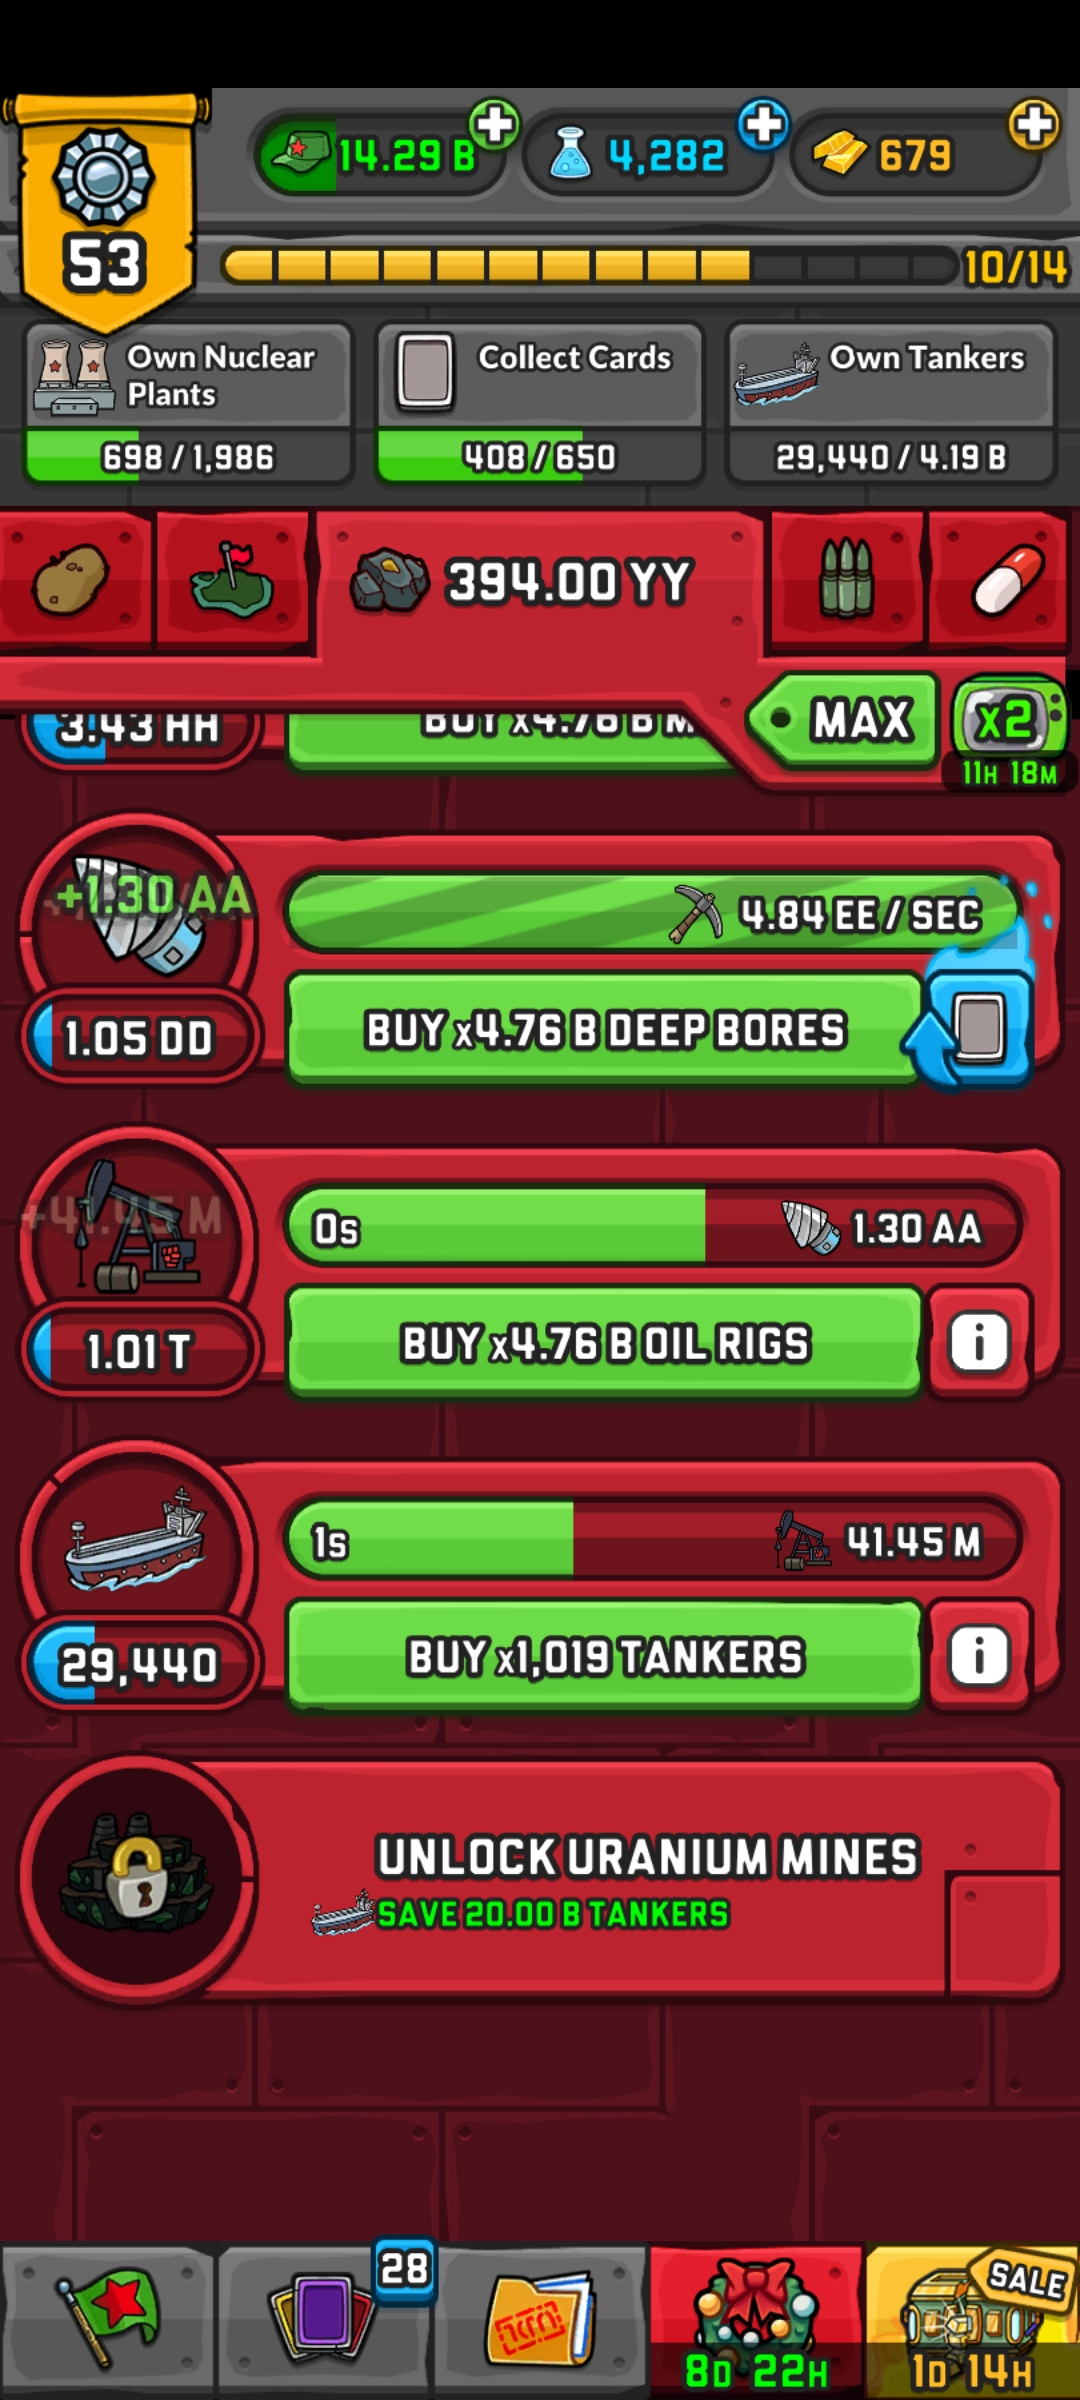 53
14.29 B
4,282
679
10/14
Own Nuclear
Plants
698 / 1,986
Collect Cards
408 / 650
Own Tankers
29,440 / 4.19 B
394.00 YY
MAX
x2
11H 18M
3.43 HH
BUY x4.76 B M
+1.30 AA
4.84 EE / SEC
1.05 DD
BUY x4.76 B DEEP BORES
+41.45 M
0s
1.30 AA
1.01 T
BUY x4.76 B OIL RIGS
i
1s
41.45 M
29,440
BUY x1,019 TANKERS
i
UNLOCK URANIUM MINES
SAVE 20.00 B TANKERS
28
SALE
8D 22H
1D 14H